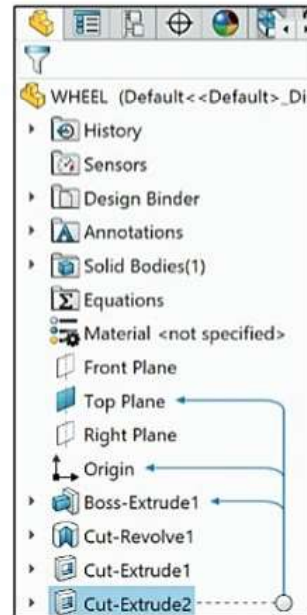 WHEEL (Default<<Default>_Di
History
Sensors
Design Binder
Annotations
Solid Bodies(1)
Equations
Material <not specified>
Front Plane
Top Plane
Right Plane
Origin
Boss-Extrude1
Cut-Revolve1
Cut-Extrude1
Cut-Extrude2